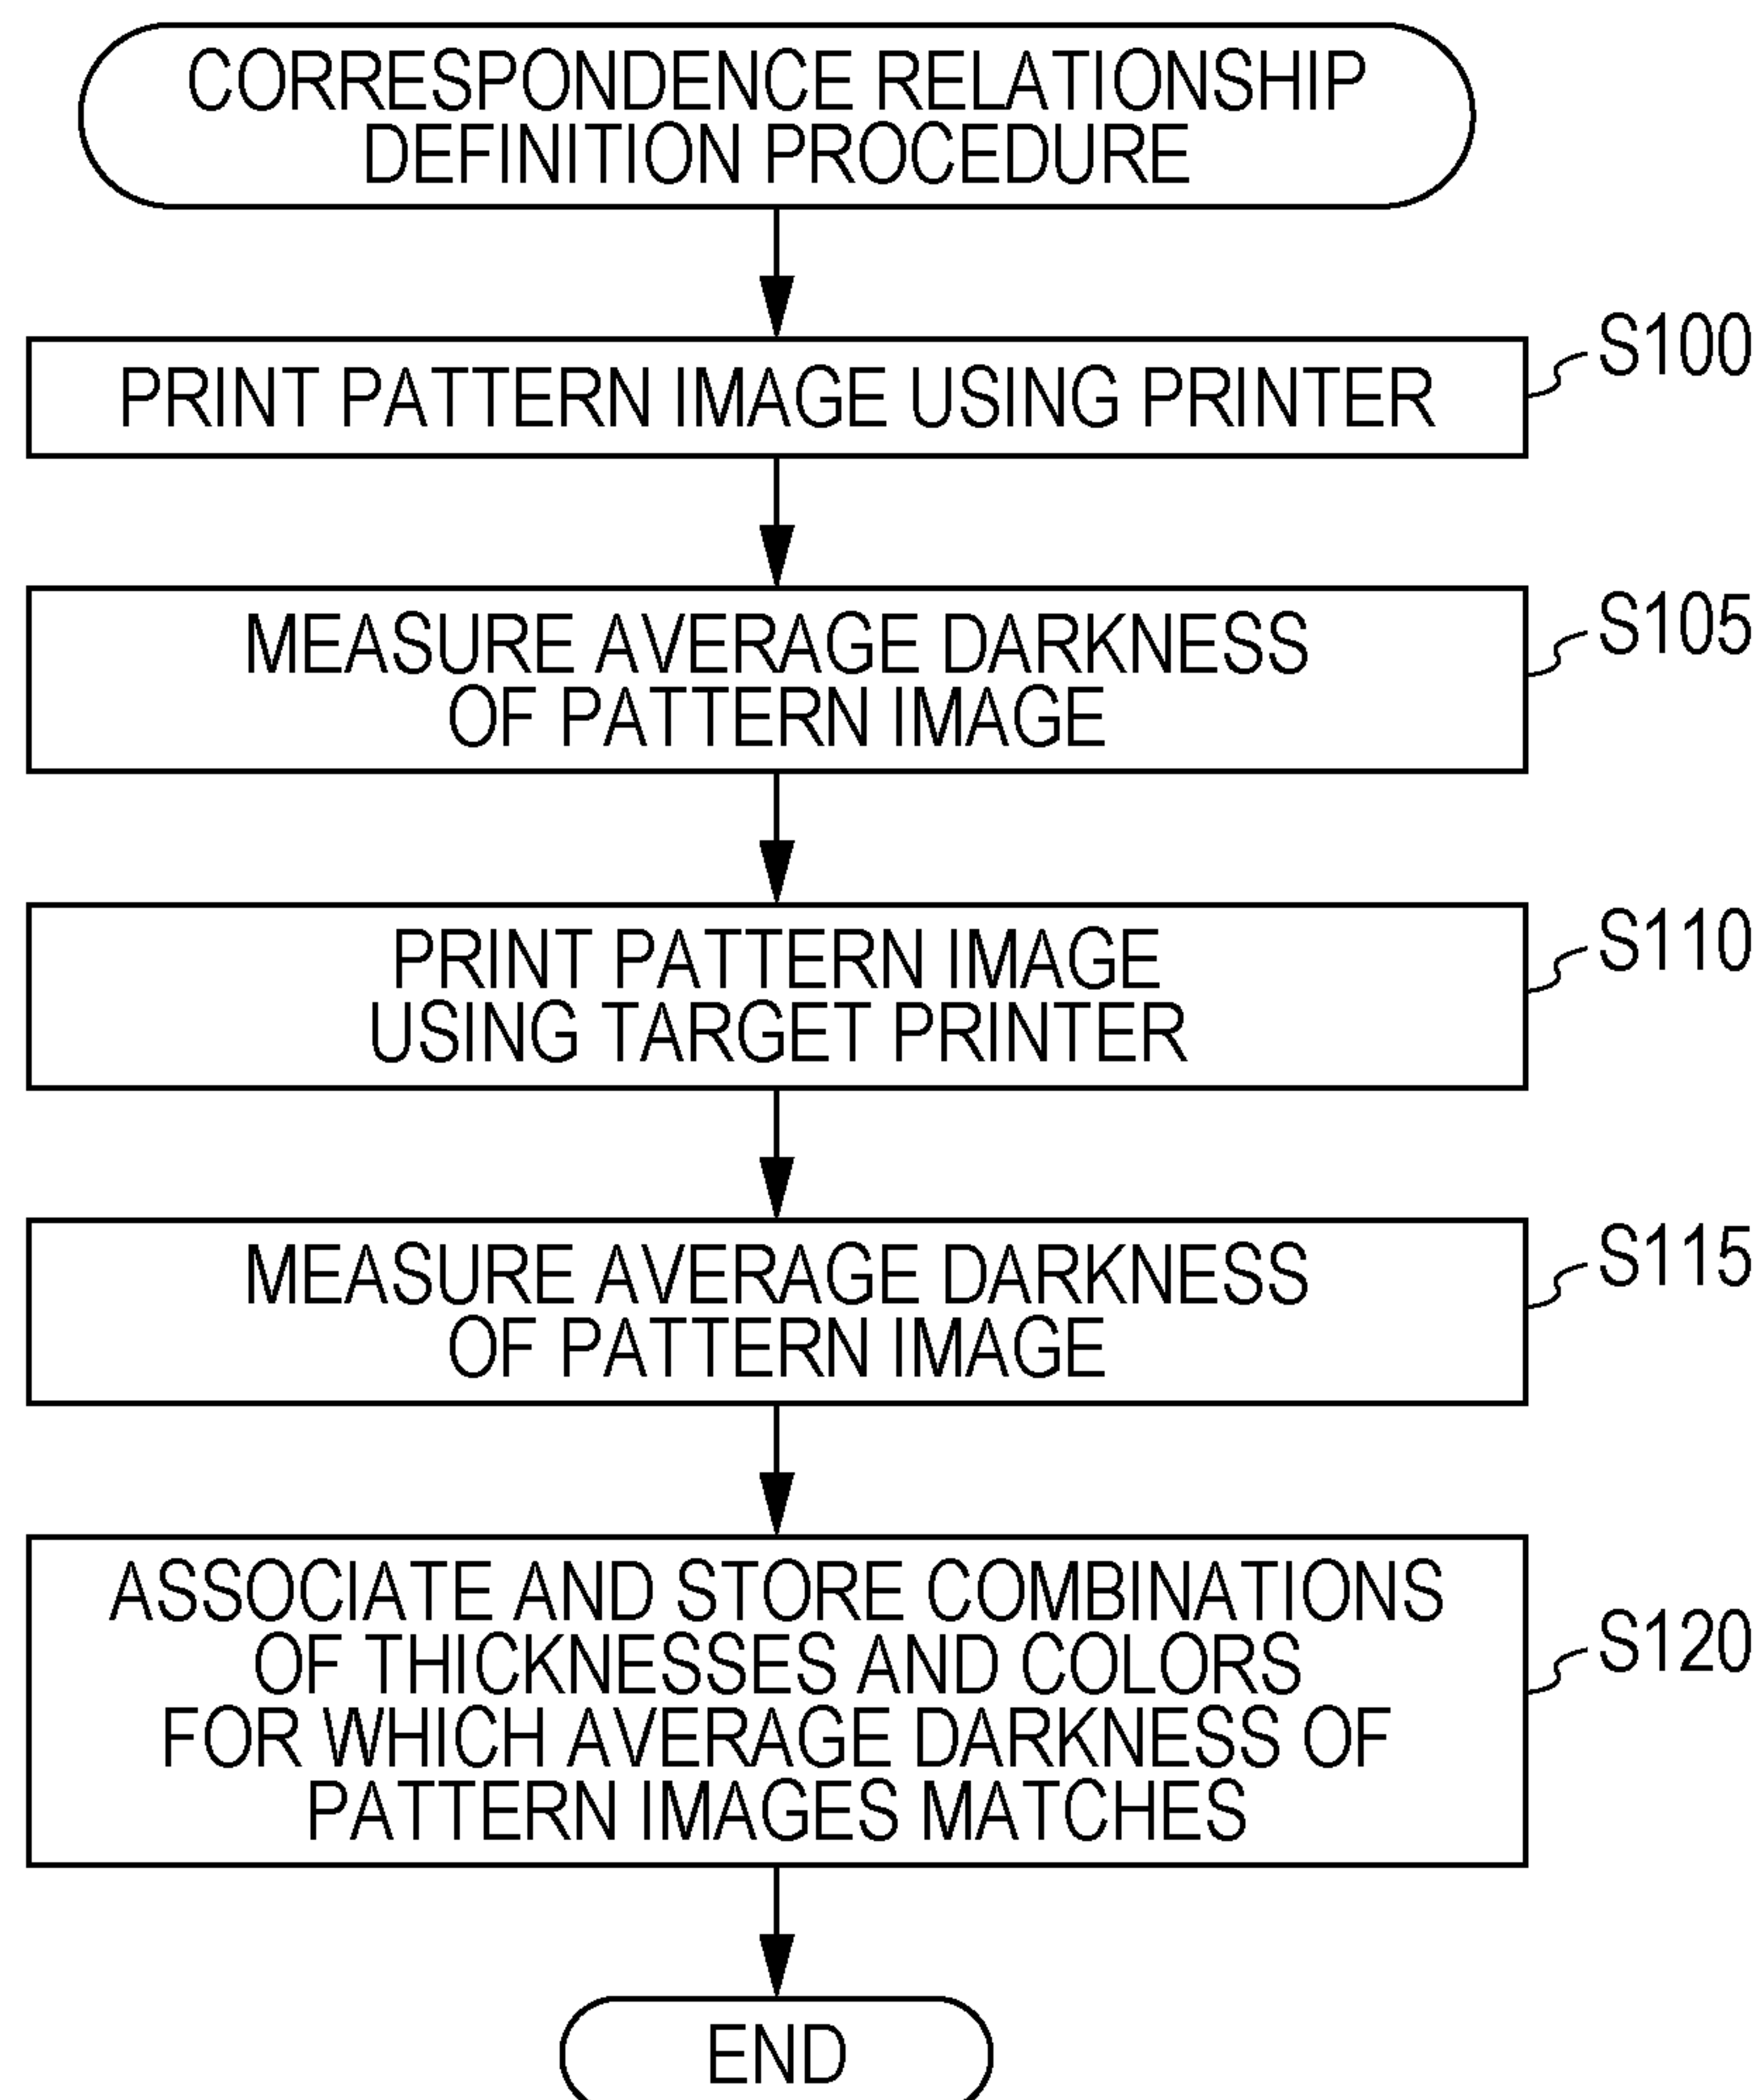 CORRESPONDENCE RELATIONSHIP
DEFINITION PROCEDURE
PRINT PATTERN IMAGE USING PRINTER
S100
MEASURE AVERAGE DARKNESS
OF PATTERN IMAGE
S105
PRINT PATTERN IMAGE
USING TARGET PRINTER
S110
MEASURE AVERAGE DARKNESS
OF PATTERN IMAGE
S115
ASSOCIATE AND STORE COMBINATIONS
OF THICKNESSES AND COLORS
FOR WHICH AVERAGE DARKNESS OF
PATTERN IMAGES MATCHES
S120
END